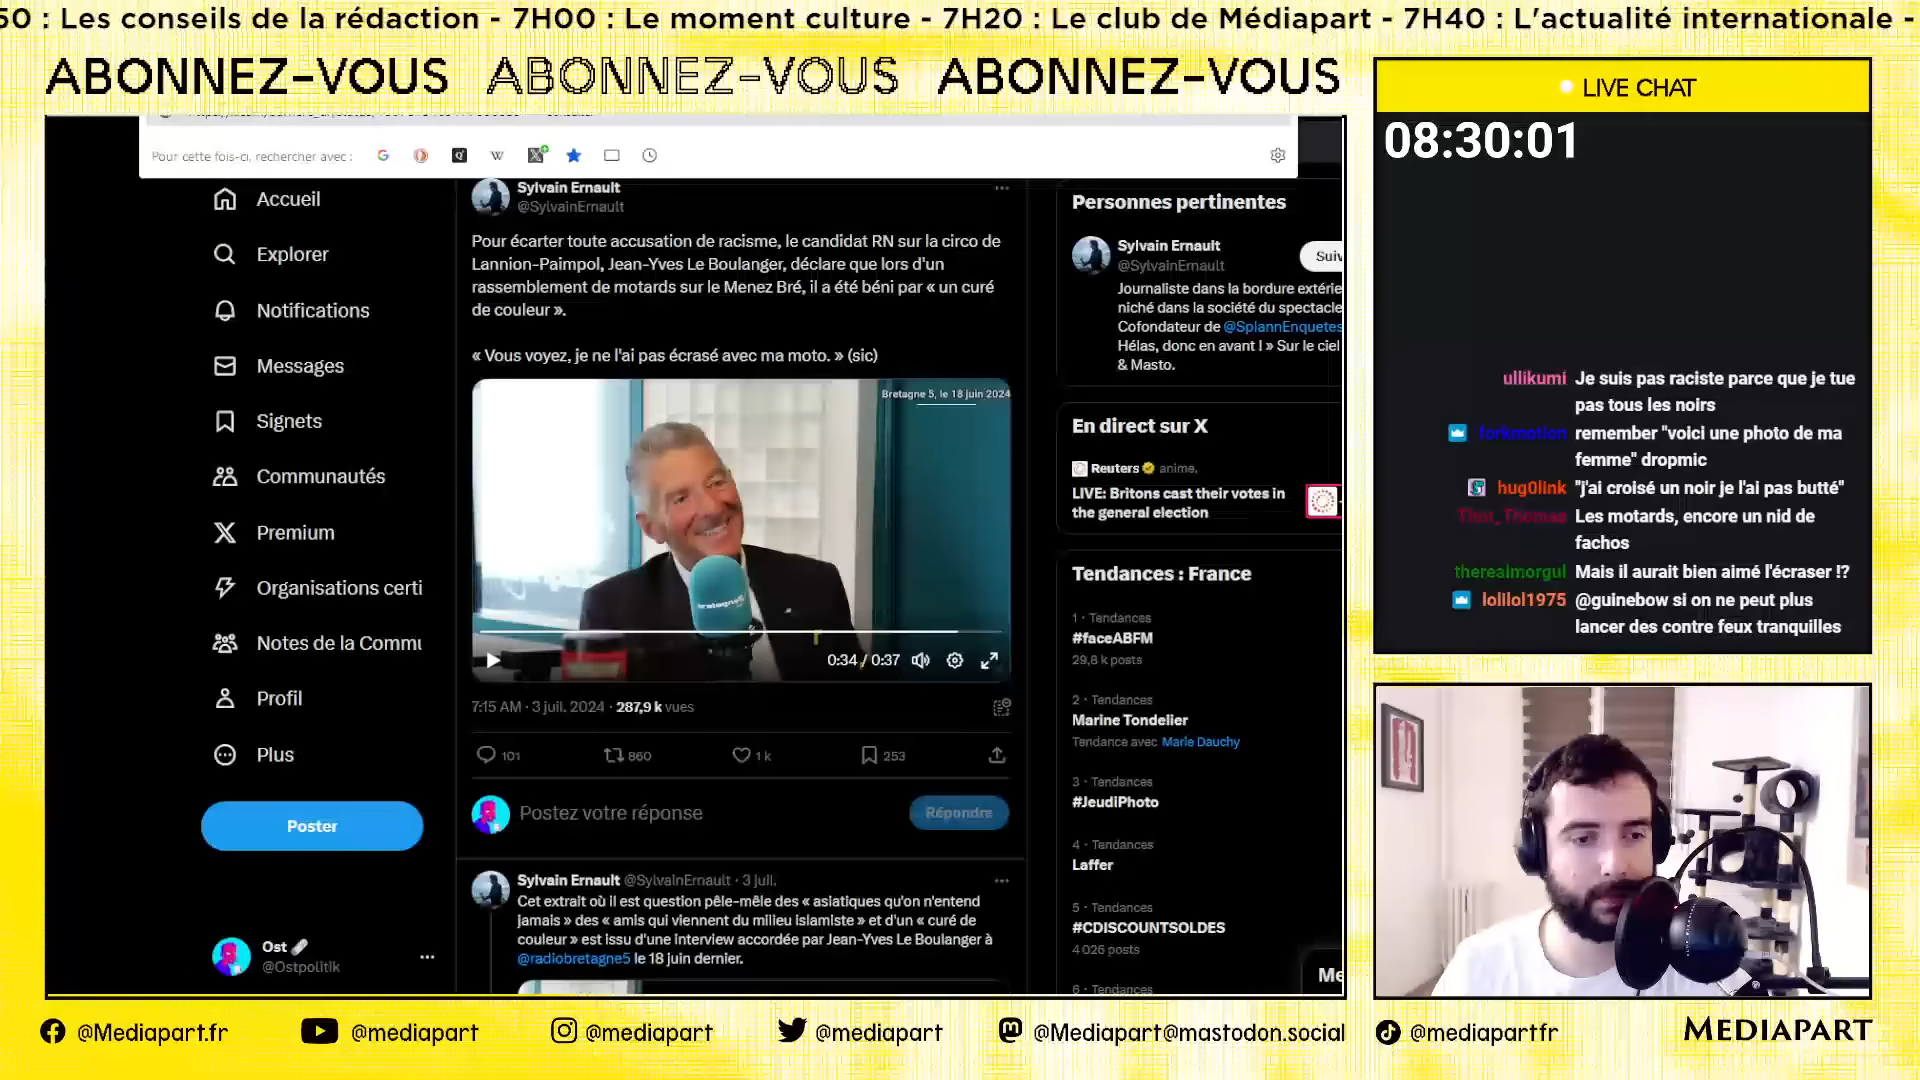 50 : Les conseils de la rédaction - 7H00 : Le moment culture - 7H20 : Le club de Médiapart - 7H40 : L'actualité internationale -
ABONNEZ-VOUS ABONNEZ-VOUS ABONNEZ-VOUS
LIVE CHAT
08:30:01
Pour cette fois-ci, rechercher avec :
Accueil
Explorer
Notifications
Messages
Signets
Communautés
Premium
Organisations certi
Notes de la Commu
Profil
Plus
Poster
Ost
@Ostpolitik
Sylvain Ernault
@SylvainErnault
Pour écarter toute accusation de racisme, le candidat RN sur la circo de
Lannion-Paimpol, Jean-Yves Le Boulanger, déclare que lors d'un
rassemblement de motards sur le Menez Bré, il a été béni par « un curé
de couleur ».
« Vous voyez, je ne l'ai pas écrasé avec ma moto. » (sic)
Bretagne 5, le 18 juin 2024
bretagne5
0:34 / 0:37
7:15 AM · 3 juil. 2024 · 287,9 k vues
101 860 1 k 253
Postez votre réponse
Répondre
Sylvain Ernault @SylvainErnault · 3 juil.
Cet extrait où il est question pêle-mêle des « asiatiques qu'on n'entend
jamais » des « amis qui viennent du milieu islamiste » et d'un « curé de
couleur » est issu d'une interview accordée par Jean-Yves Le Boulanger à
@radiobretagne5 le 18 juin dernier.
Personnes pertinentes
Sylvain Ernault
@SylvainErnault
Suiv
Journaliste dans la bordure extérie
niché dans la société du spectacle
Cofondateur de @SplannEnquetes
Hélas, donc en avant ! » Sur le ciel
& Masto.
En direct sur X
Reuters anime.
LIVE: Britons cast their votes in
the general election
Tendances : France
1 · Tendances
#faceABFM
29,8 k posts
2 · Tendances
Marine Tondelier
Tendance avec Marie Dauchy
3 · Tendances
#JeudiPhoto
4 · Tendances
Laffer
5 · Tendances
#CDISCOUNTSOLDES
4 026 posts
6 · Tendances
Me
ullikumi Je suis pas raciste parce que je tue
pas tous les noirs
forkmotion remember "voici une photo de ma
femme" dropmic
hug0link "j'ai croisé un noir je l'ai pas butté"
Thot_Thomas Les motards, encore un nid de
fachos
therealmorgul Mais il aurait bien aimé l'écraser !?
lolilol1975 @guinebow si on ne peut plus
lancer des contre feux tranquilles
@Mediapart.fr @mediapart @mediapart @mediapart @Mediapart@mastodon.social @mediapartfr MEDIAPART